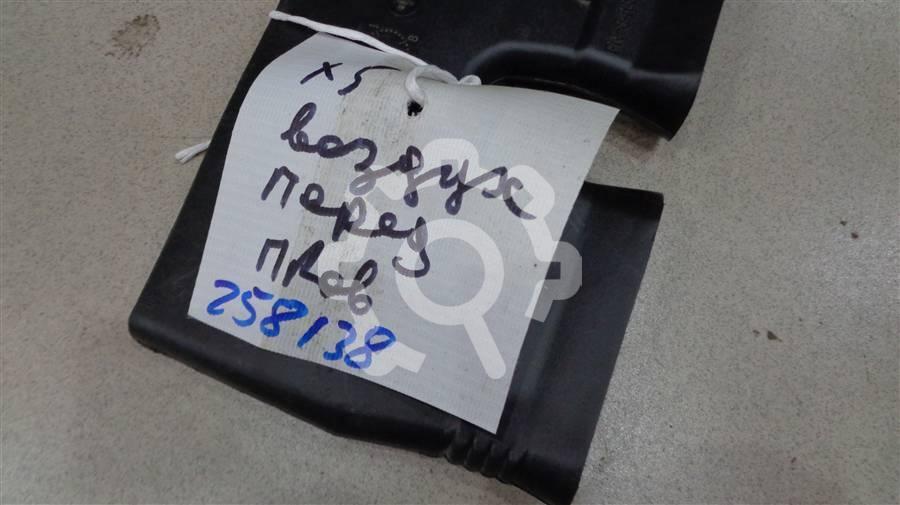 X5
воздух
перед
прав
258138